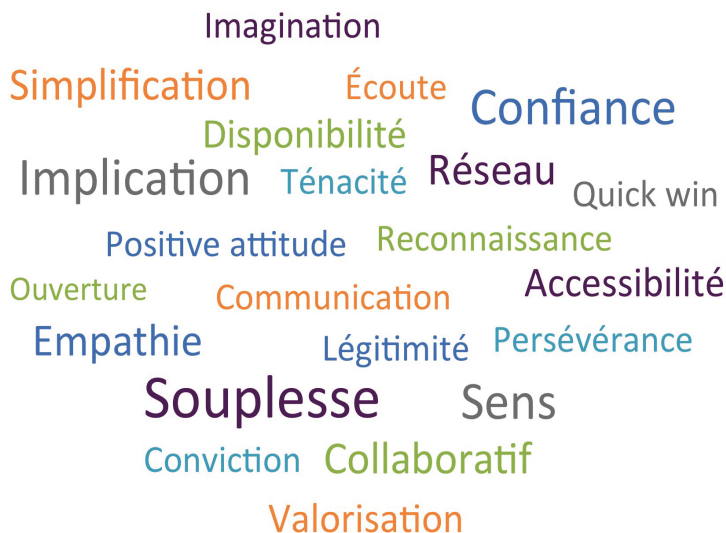 Imagination
Simplification
Écoute
Confiance
Disponibilité
Implication
Ténacité
Réseau
Quick win
Positive attitude
Reconnaissance
Ouverture
Communication
Accessibilité
Empathie
Légitimité
Persévérance
Souplesse
Sens
Conviction
Collaboratif
Valorisation